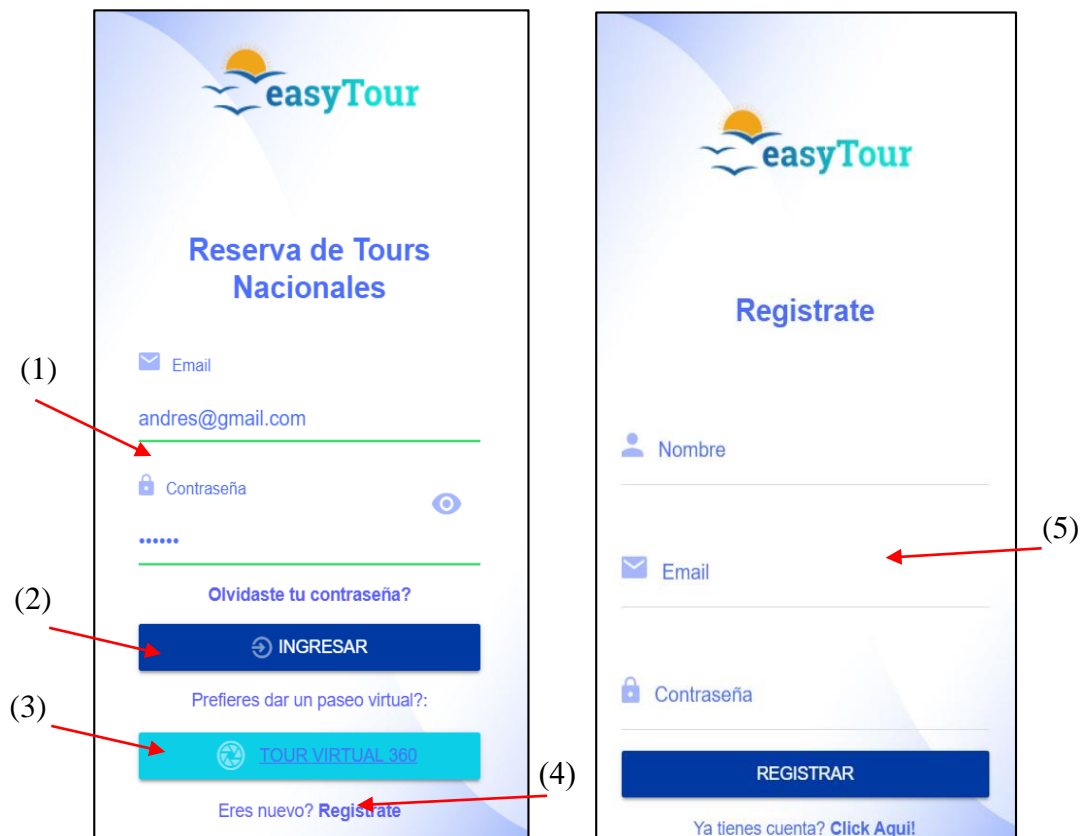 easyTour
Reserva de Tours
Nacionales
(1)
Email
andres@gmail.com
Contraseña
••••••
Olvidaste tu contraseña?
(2)
INGRESAR
Prefieres dar un paseo virtual?:
(3)
TOUR VIRTUAL 360
(4)
Eres nuevo? Registrate
easyTour
Registrate
Nombre
(5)
Email
Contraseña
REGISTRAR
Ya tienes cuenta? Click Aqui!